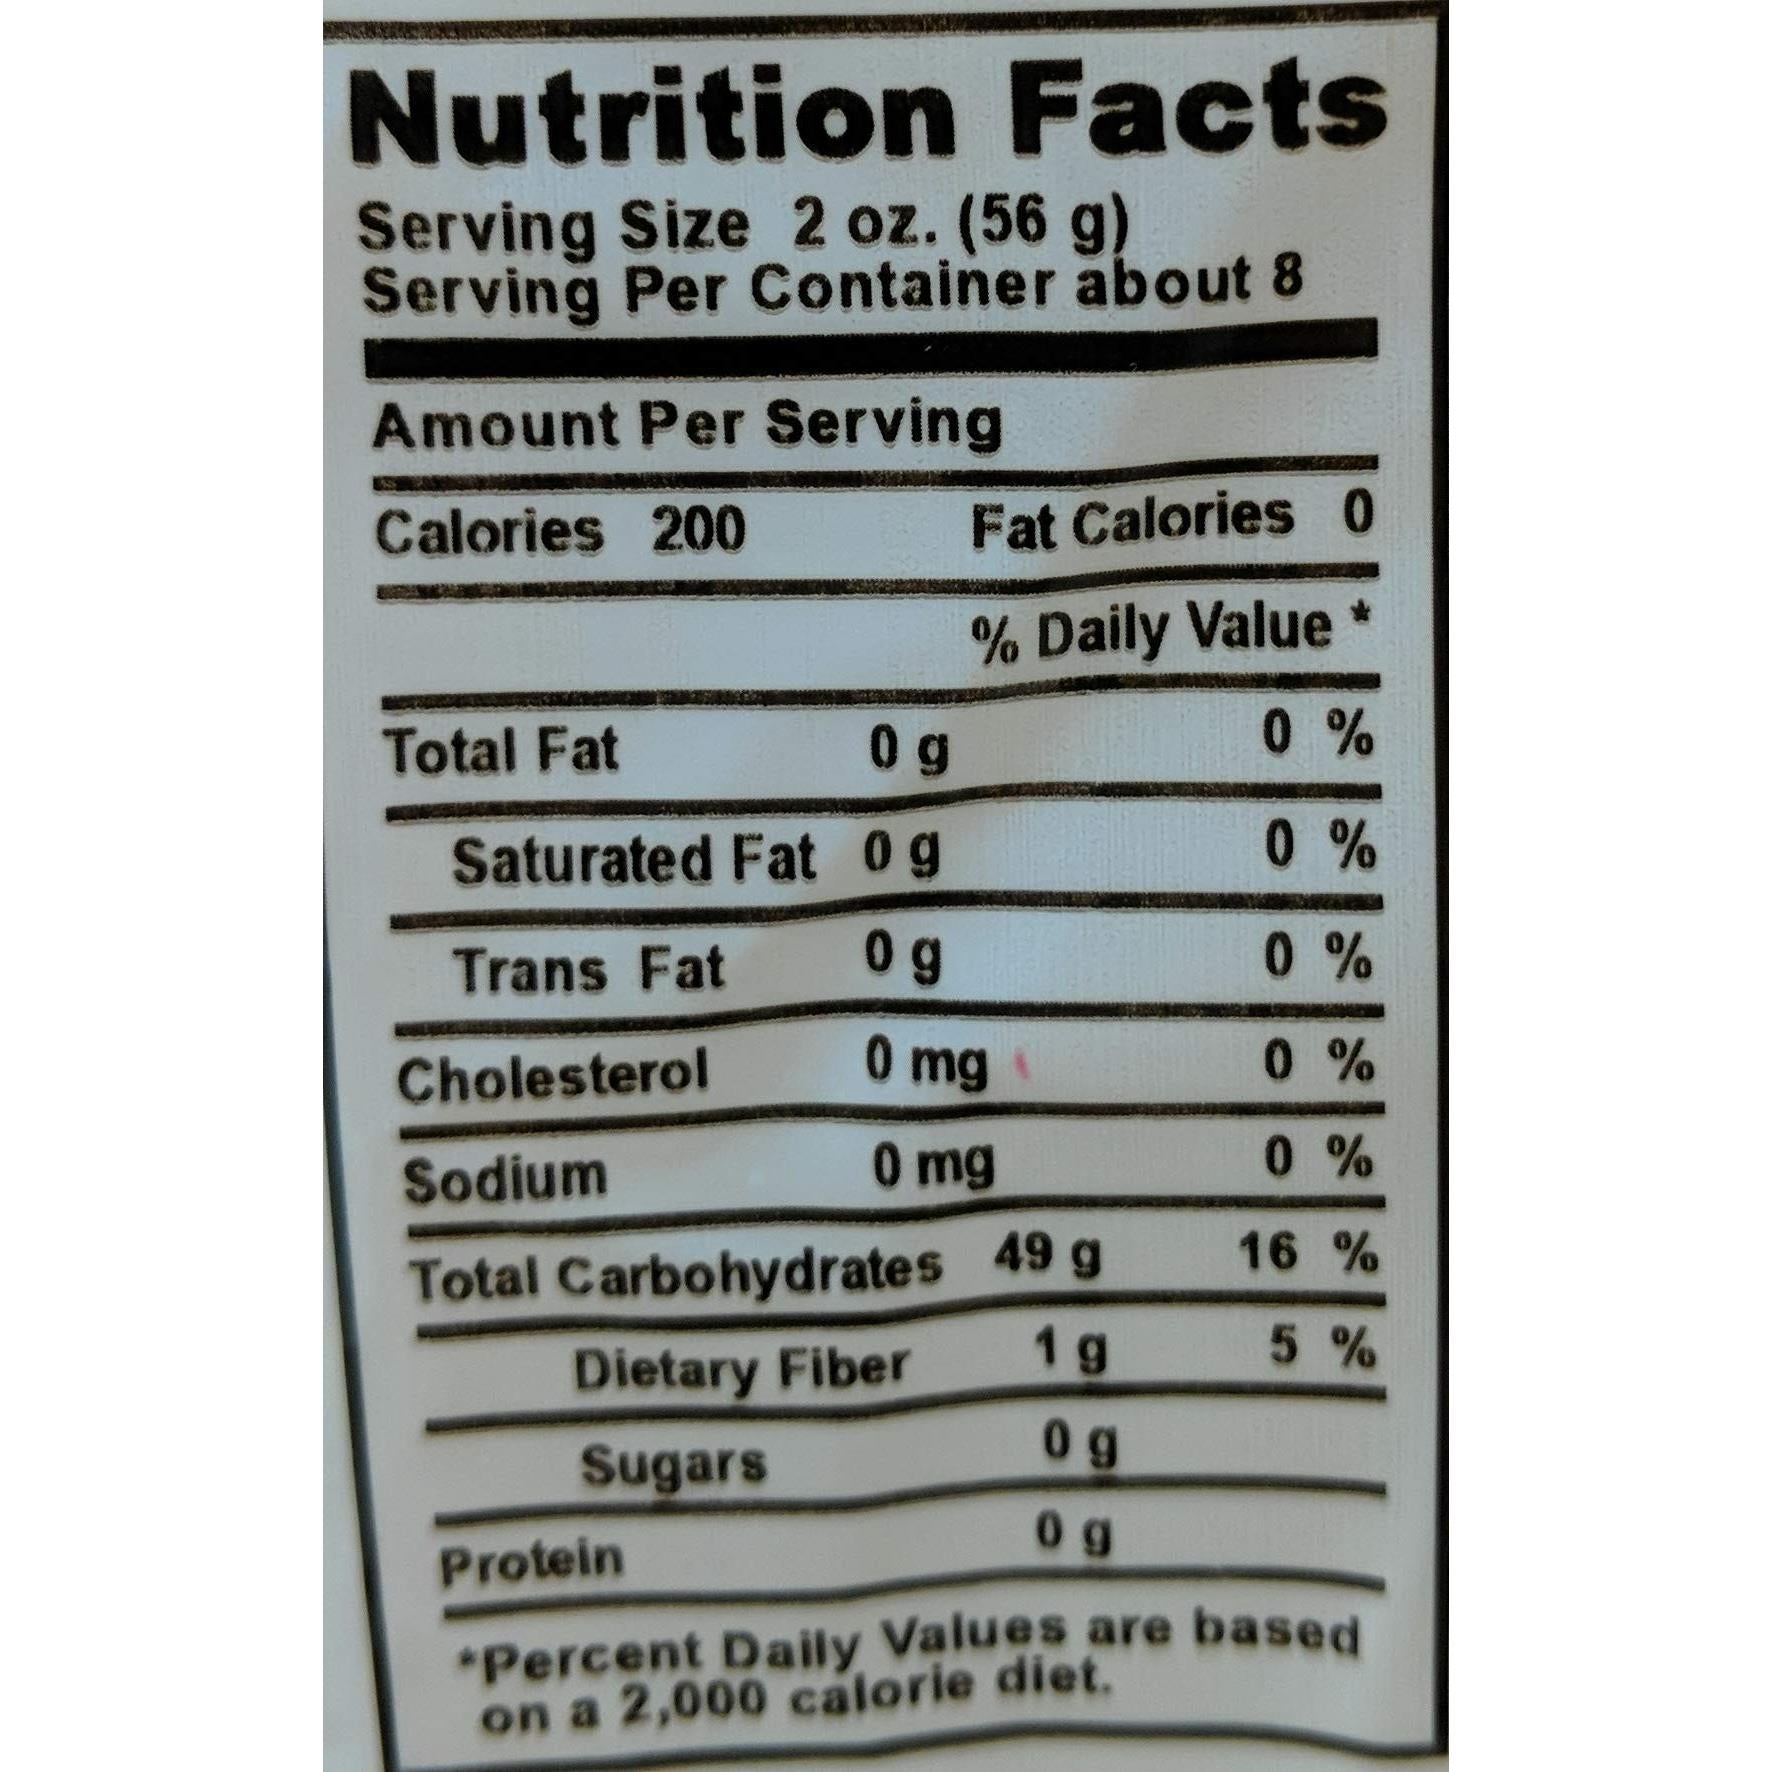 Nutrition Facts
Serving Size 2 oz. (56 g)
Serving Per Container about 8
Amount Per Serving
Calories 200 Fat Calories 0
% Daily Value *
Total Fat 0 g 0 %
Saturated Fat 0 g 0 %
Trans Fat 0 g 0 %
Cholesterol 0 mg 0 %
Sodium 0 mg 0 %
Total Carbohydrates 49 g 16 %
Dietary Fiber 1 g 5 %
Sugars 0 g
Protein 0 g
*Percent Daily Values are based
on a 2,000 calorie diet.